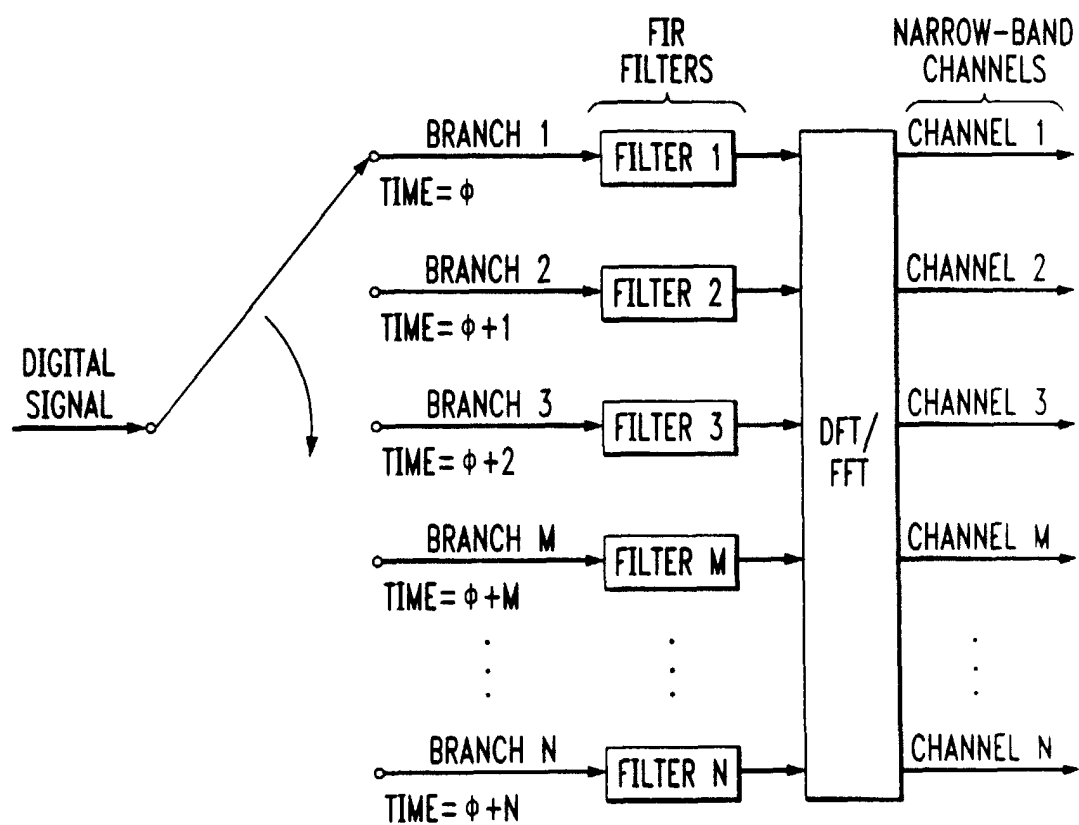 FIR
FILTERS
NARROW-BAND
CHANNELS
BRANCH 1
FILTER 1
CHANNEL 1
TIME= ϕ
BRANCH 2
FILTER 2
CHANNEL 2
TIME= ϕ+1
DIGITAL
SIGNAL
BRANCH 3
FILTER 3
CHANNEL 3
TIME= ϕ+2
DFT/
FFT
BRANCH M
FILTER M
CHANNEL M
TIME= ϕ+M
BRANCH N
FILTER N
CHANNEL N
TIME= ϕ+N